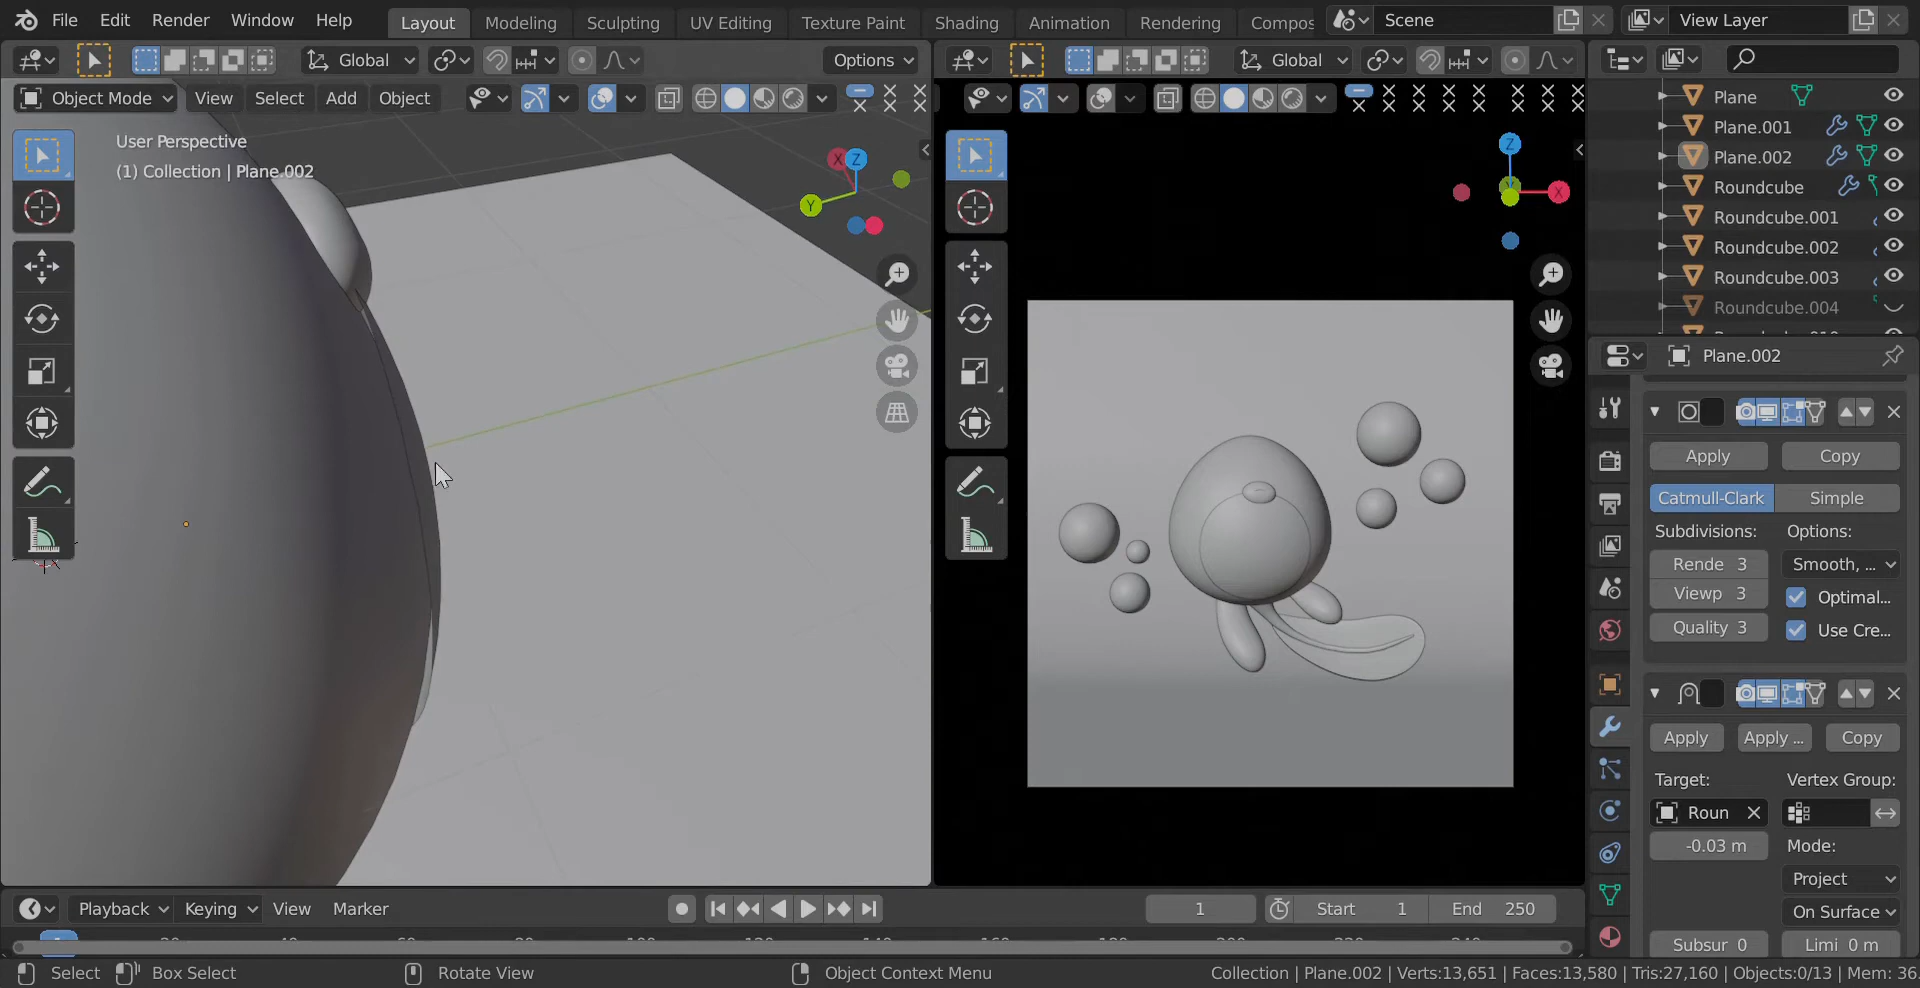 File Edit Render Window Help Layout Modeling Sculpting UV Editing Texture Paint Shading Animation Rendering Compos Scene View Layer
Global Options Global
Object Mode View Select Add Object
User Perspective
(1) Collection | Plane.002
X Z
Y
Z
X
Plane
Plane.001
Plane.002
Roundcube
Roundcube.001
Roundcube.002
Roundcube.003
Roundcube.004
Plane.002
Apply Copy
Catmull-Clark Simple
Subdivisions: Options:
Rende 3 Smooth, ...
Viewp 3 Optimal...
Quality 3 Use Cre...
Apply Apply ... Copy
Target: Vertex Group:
Roun
-0.03 m Mode:
Project
On Surface
Subsur 0 Limi 0 m
Playback Keying View Marker 1 Start 1 End 250
Select Box Select Rotate View Object Context Menu Collection | Plane.002 | Verts:13,651 | Faces:13,580 | Tris:27,160 | Objects:0/13 | Mem: 36.